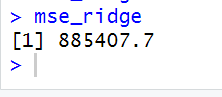 > mse_ridge
[1] 885407.7
>